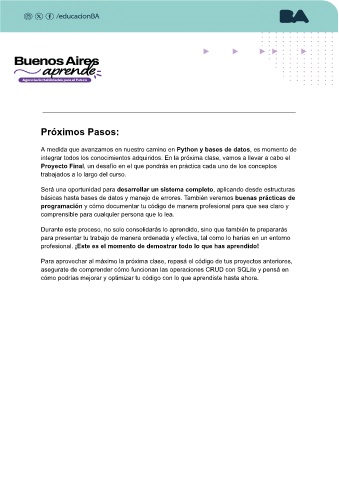 /educacionBA
BA
Buenos Aires
aprende
Agencia de Habilidades para el Futuro
Próximos Pasos:
A medida que avanzamos en nuestro camino en Python y bases de datos, es momento de
integrar todos los conocimientos adquiridos. En la próxima clase, vamos a llevar a cabo el
Proyecto Final, un desafío en el que pondrás en práctica cada uno de los conceptos
trabajados a lo largo del curso.
Será una oportunidad para desarrollar un sistema completo, aplicando desde estructuras
básicas hasta bases de datos y manejo de errores. También veremos buenas prácticas de
programación y cómo documentar tu código de manera profesional para que sea claro y
comprensible para cualquier persona que lo lea.
Durante este proceso, no solo consolidarás lo aprendido, sino que también te prepararás
para presentar tu trabajo de manera ordenada y efectiva, tal como lo harías en un entorno
profesional. ¡Este es el momento de demostrar todo lo que has aprendido!
Para aprovechar al máximo la próxima clase, repasá el código de tus proyectos anteriores,
asegurate de comprender cómo funcionan las operaciones CRUD con SQLite y pensá en
cómo podrías mejorar y optimizar tu código con lo que aprendiste hasta ahora.